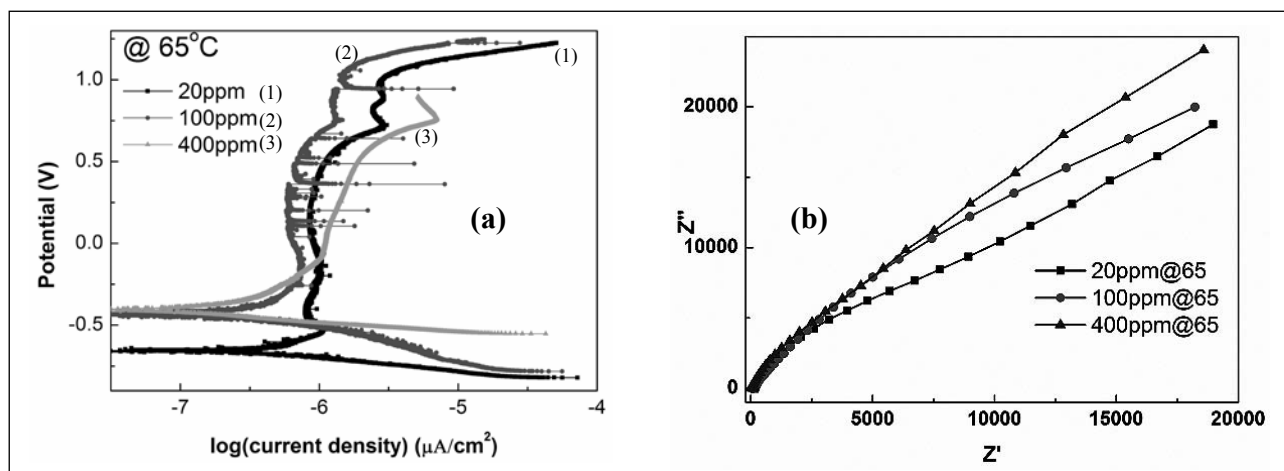 @ 65°C
20ppm (1)
100ppm (2)
400ppm (3)
(2)
(1)
(3)
(a)
1.0
0.5
0.0
-0.5
Potential (V)
-7 -6 -5 -4
log(current density) (μA/cm²)
20000
10000
0
Z''
(b)
20ppm@65
100ppm@65
400ppm@65
0 5000 10000 15000 20000
Z'